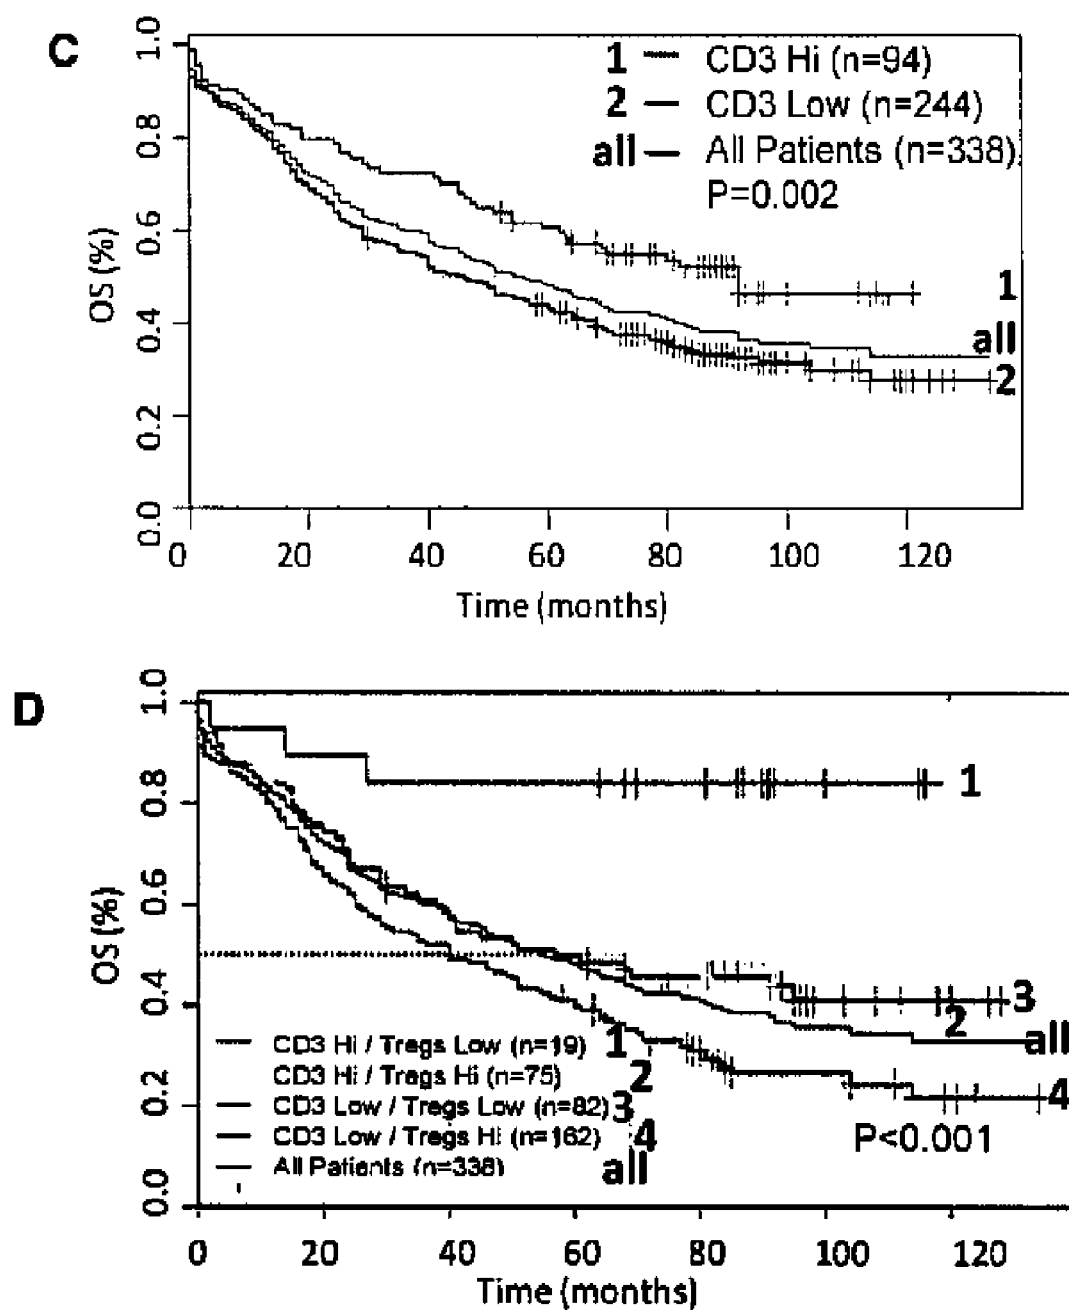 C
1 CD3 Hi (n=94)
2 CD3 Low (n=244)
all All Patients (n=338)
P=0.002
OS (%)
1.0
0.8
0.6
0.4
0.2
0.0
1
all
2
0 20 40 60 80 100 120
Time (months)
D
OS (%)
1.0
0.8
0.6
0.4
0.2
0.0
1
3
2
all
4
CD3 Hi / Tregs Low (n=19) 1
CD3 Hi / Tregs Hi (n=75) 2
CD3 Low / Tregs Low (n=82) 3
CD3 Low / Tregs Hi (n=162) 4
All Patients (n=338) all
P<0.001
0 20 40 60 80 100 120
Time (months)